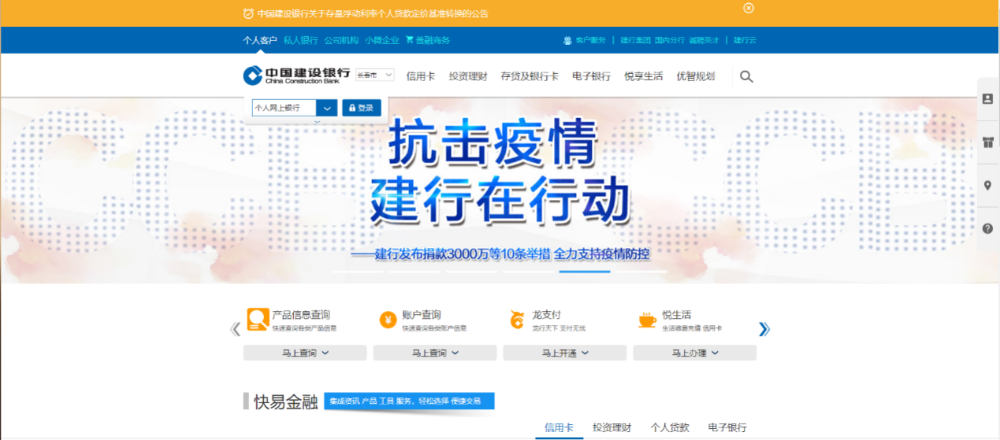 中国建设银行关于存量浮动利率个人贷款定价基准转换的公告
个人客户 私人银行 公司机构 小微企业 善融商务 客户服务 | 建行集团 国内分行 诚聘英才 | 建行云
中国建设银行 China Construction Bank 长春市 信用卡 投资理财 存贷及银行卡 电子银行 悦享生活 优智规划
个人网上银行 登录
CCB CCB
抗击疫情
建行在行动
——建行发布捐款3000万等10条举措 全力支持疫情防控
产品信息查询 账户查询 龙支付 悦生活
快速查询各类产品信息 快速查询各类账户信息 龙行天下 支付无忧 生活缴费充值 信用卡
马上查询 马上查询 马上开通 马上办理
快易金融 集成资讯 产品 工具 服务，轻松选择 便捷交易
信用卡 投资理财 个人贷款 电子银行